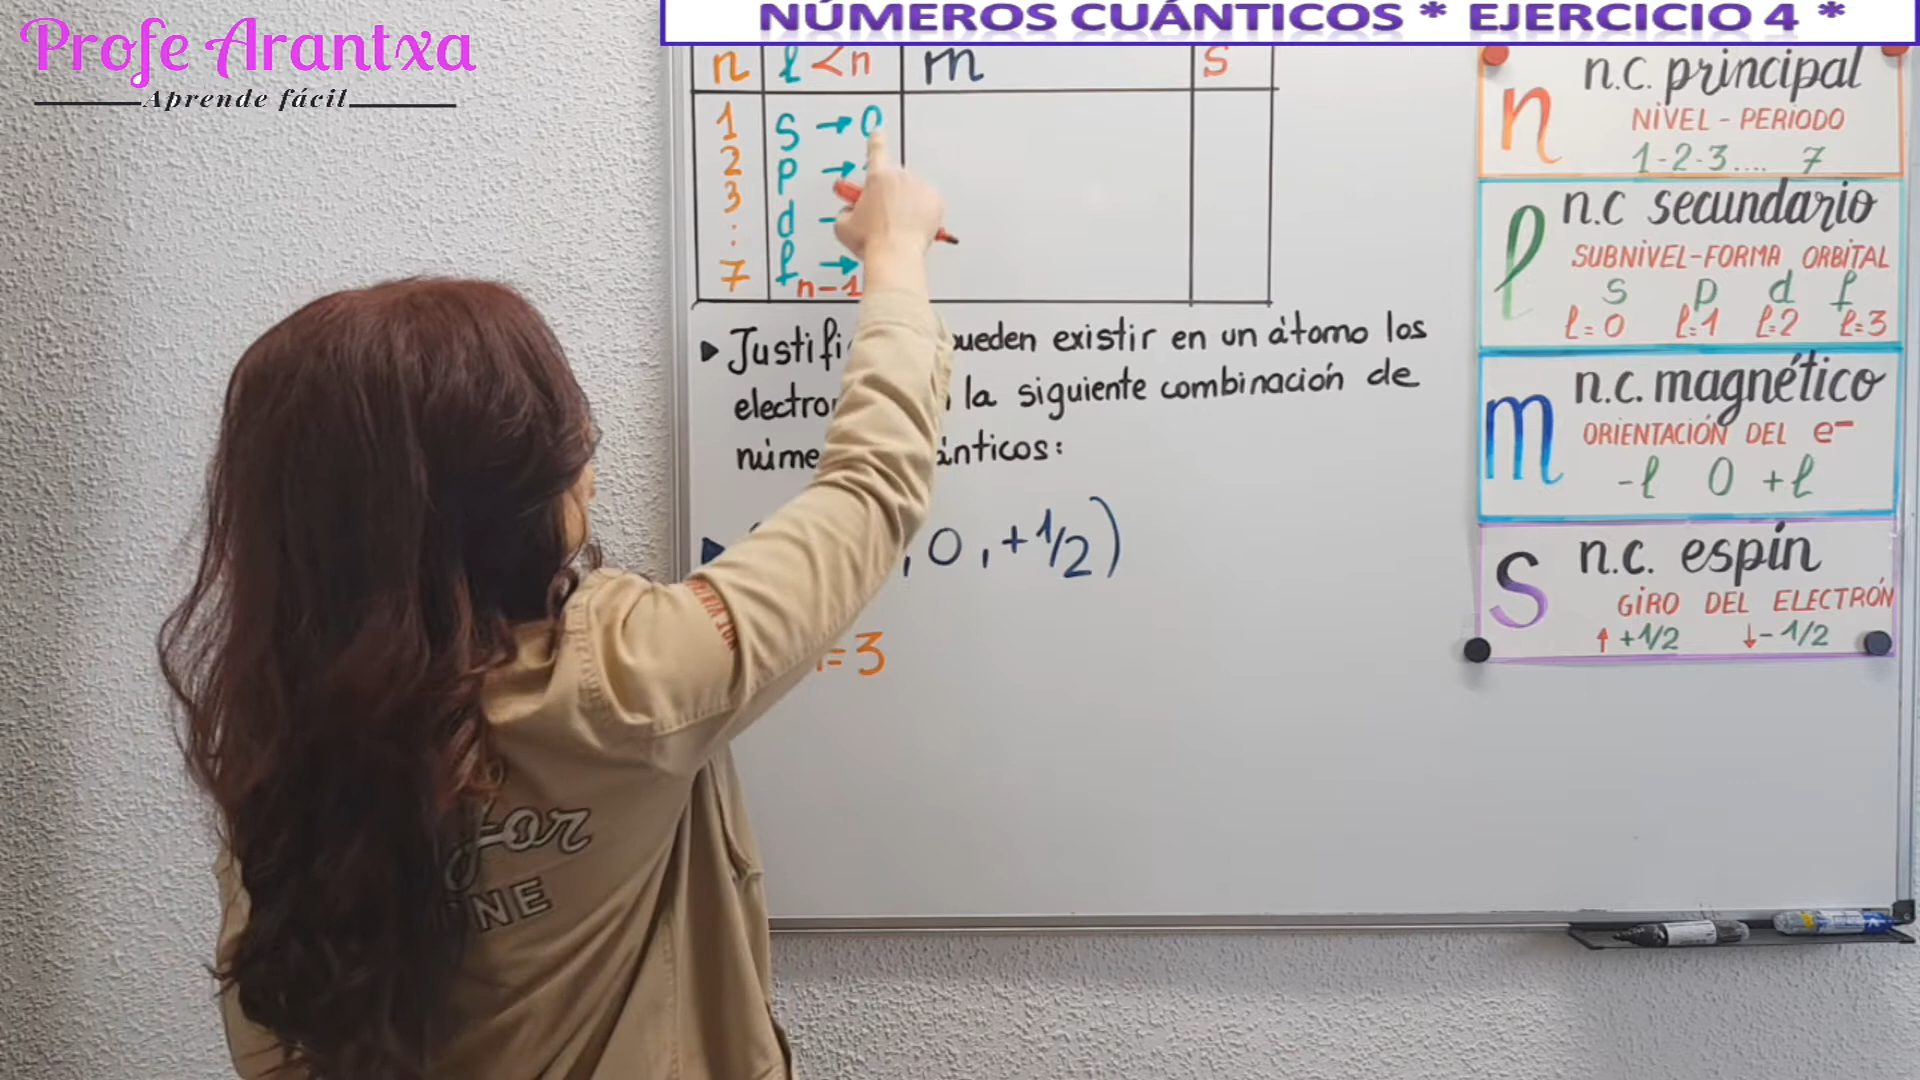 Profe Arantxa
Aprende fácil
NÚMEROS CUÁNTICOS * EJERCICIO 4 *
n l <n m s
1 s → 0
2 p →
3 d
.
.
7 f →
n-1
▶ Justifi pueden existir en un átomo los
electro la siguiente combinación de
núme ánticos:
, 0 , +1/2)
=3
n n.c. principal
NIVEL - PERIODO
1-2-3.... 7
l n.c secundario
SUBNIVEL-FORMA ORBITAL
s p d f
l=0 l=1 l=2 l=3
m n.c. magnético
ORIENTACIÓN DEL e-
-l 0 +l
s n.c. espín
GIRO DEL ELECTRÓN
↑+1/2 ↓-1/2